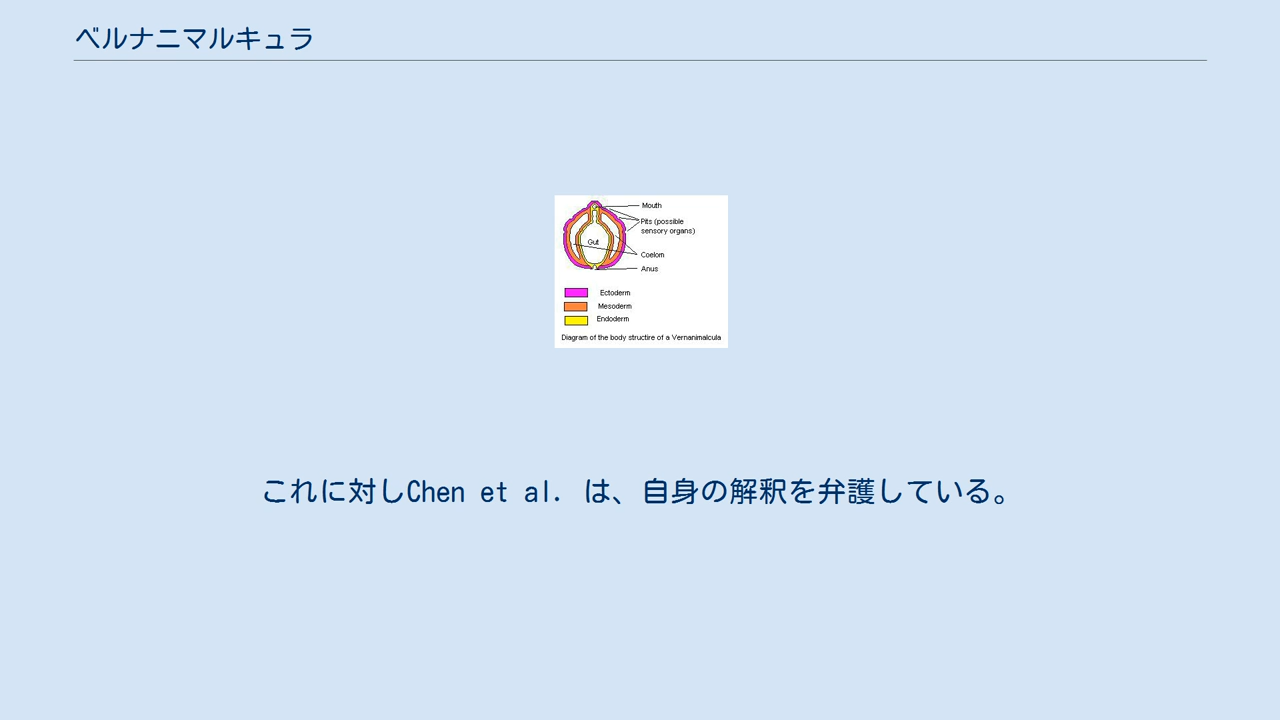 ベルナニマルキュラ
Mouth
Pits (possible
sensory organs)
Gut
Coelom
Anus
Ectoderm
Mesoderm
Endoderm
Diagram of the body structire of a Vernanimalcula
これに対しChen et al. は、自身の解釈を弁護している。